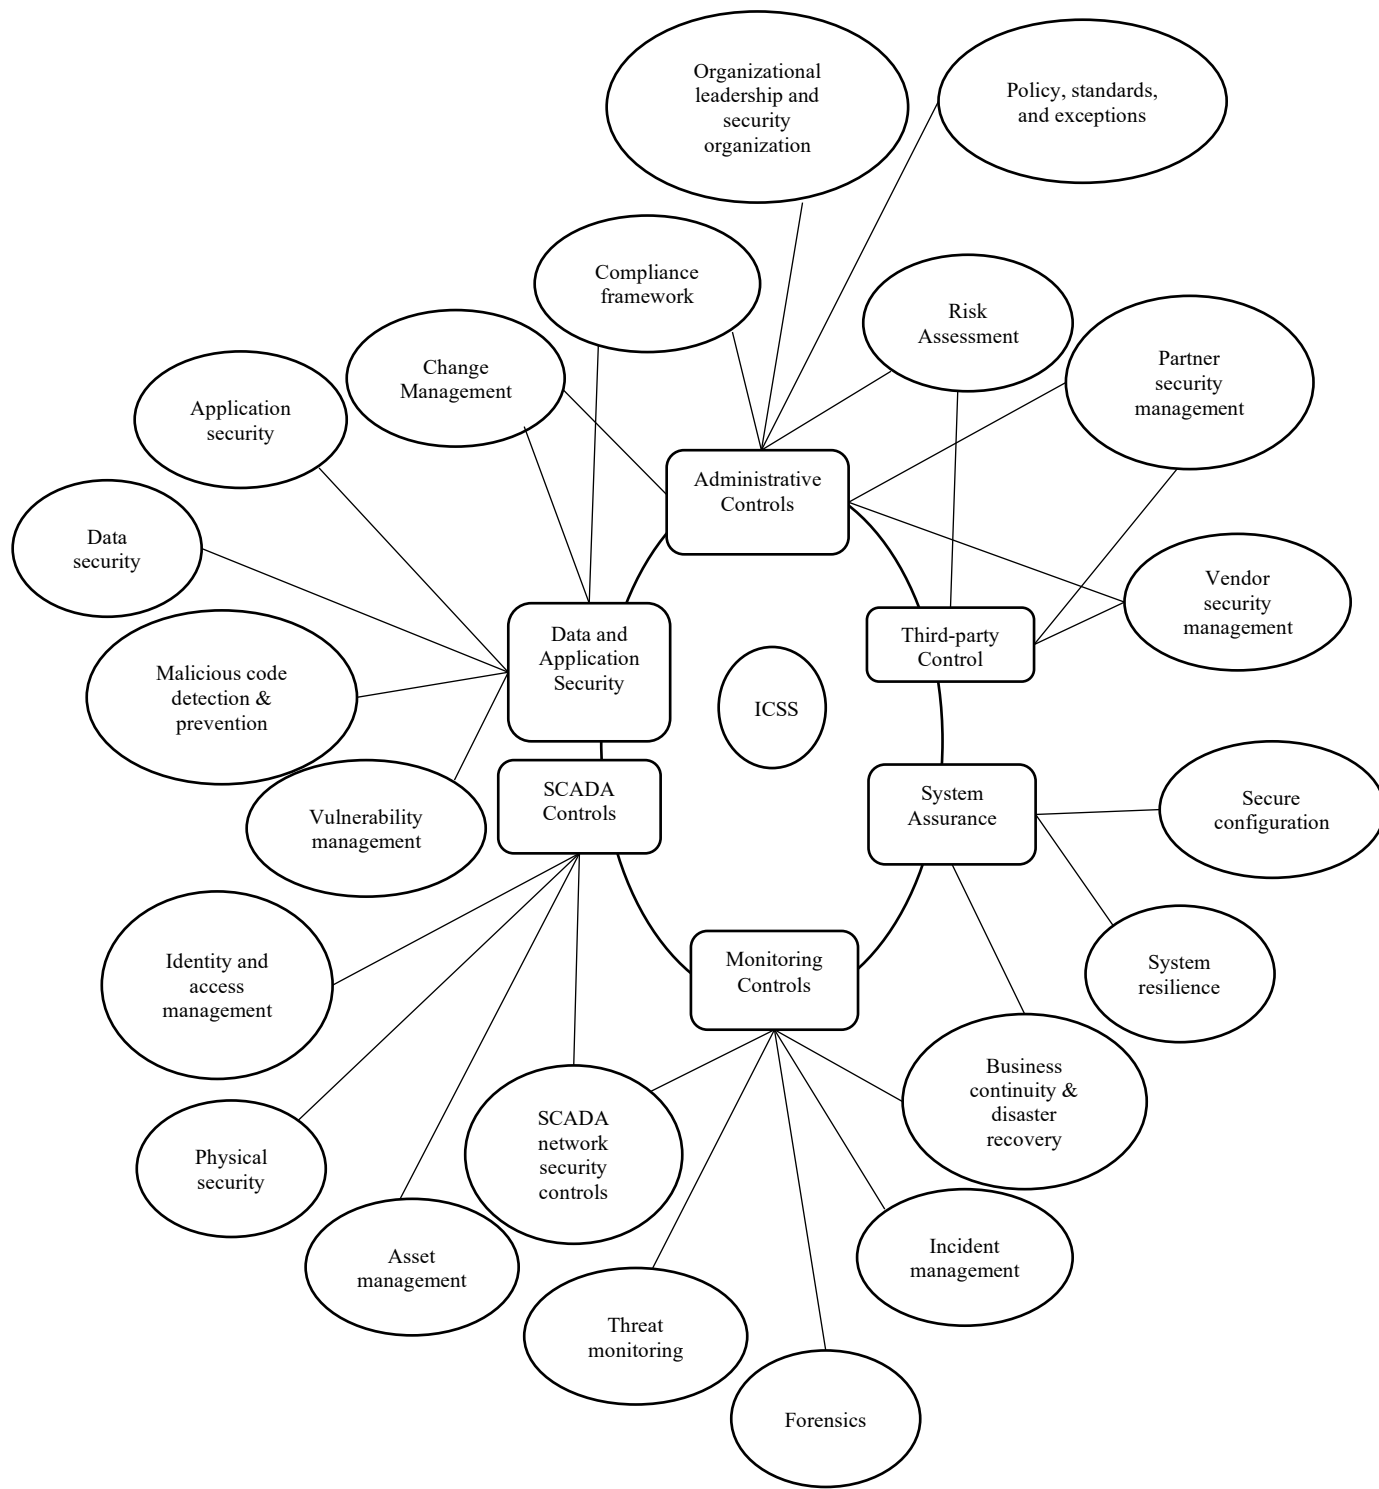 Organizational
leadership and
security
organization
Policy, standards,
and exceptions
Compliance
framework
Risk
Assessment
Change
Management
Partner
security
management
Application
security
Administrative
Controls
Data
security
Vendor
security
management
Data and
Application
Security
Third-party
Control
Malicious code
detection &
prevention
ICSS
SCADA
Controls
System
Assurance
Secure
configuration
Vulnerability
management
Identity and
access
management
Monitoring
Controls
System
resilience
Business
continuity &
disaster
recovery
Physical
security
SCADA
network
security
controls
Asset
management
Incident
management
Threat
monitoring
Forensics